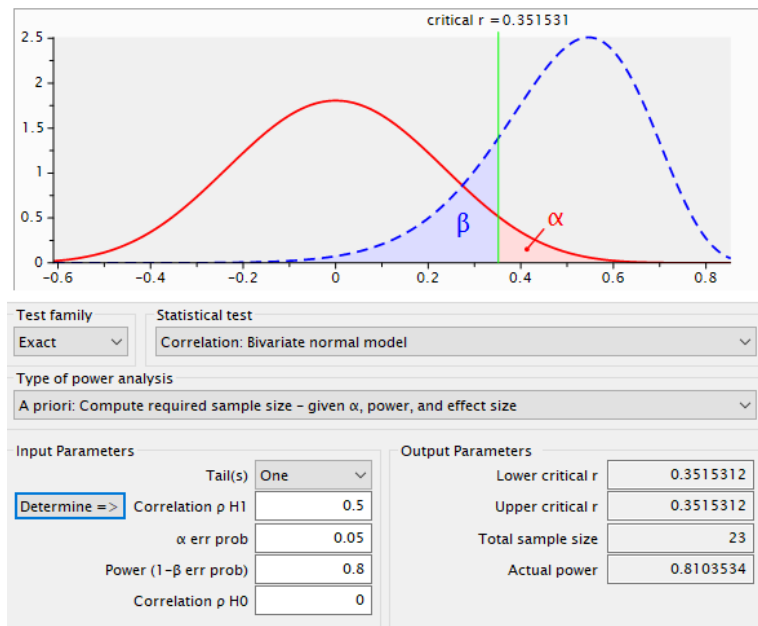 critical r = 0.351531
2.5
2
1.5
1
0.5
0
β
α
-0.6 -0.4 -0.2 0 0.2 0.4 0.6 0.8
Test family Statistical test
Exact Correlation: Bivariate normal model
Type of power analysis
A priori: Compute required sample size – given α, power, and effect size
Input Parameters Output Parameters
Tail(s) One Lower critical r 0.3515312
Determine => Correlation ρ H1 0.5 Upper critical r 0.3515312
α err prob 0.05 Total sample size 23
Power (1-β err prob) 0.8 Actual power 0.8103534
Correlation ρ H0 0